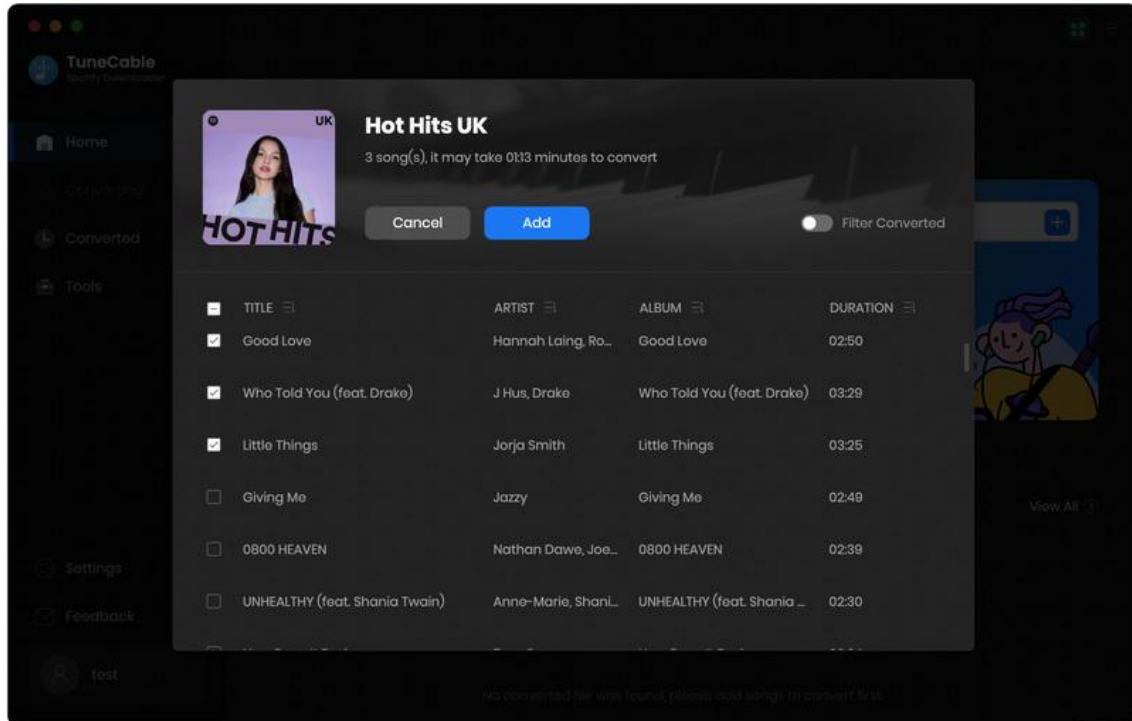 TuneCable
Spotify Downloader
Home
Converting
Converted
Tools
Settings
Feedback
test
UK
HOT HITS
Hot Hits UK
3 song(s), it may take 01:13 minutes to convert
Cancel Add Filter Converted
TITLE ARTIST ALBUM DURATION
Good Love Hannah Laing, Ro... Good Love 02:50
Who Told You (feat. Drake) J Hus, Drake Who Told You (feat. Drake) 03:29
Little Things Jorja Smith Little Things 03:25
Giving Me Jazzy Giving Me 02:49
0800 HEAVEN Nathan Dawe, Joe... 0800 HEAVEN 02:39
UNHEALTHY (feat. Shania Twain) Anne-Marie, Shani... UNHEALTHY (feat. Shania ... 02:30
View All
No converted file was found, please add songs to convert first.